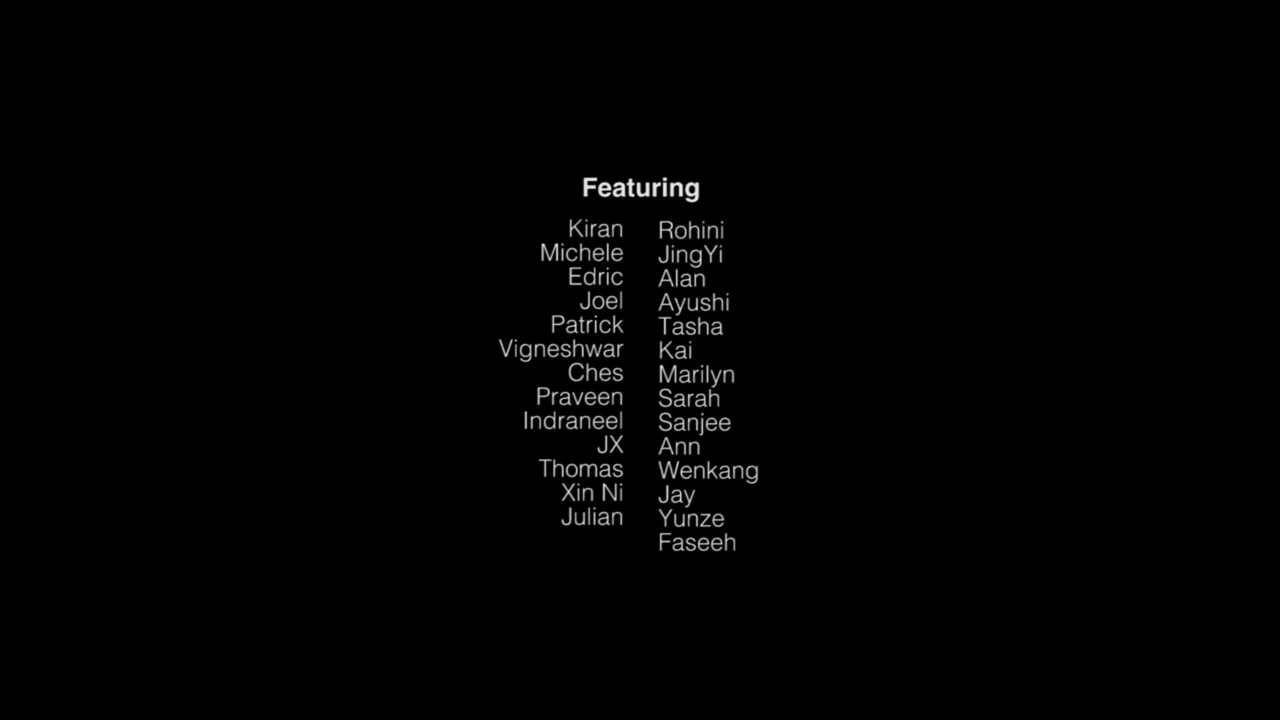 Featuring
Kiran Rohini
Michele JingYi
Edric Alan
Joel Ayushi
Patrick Tasha
Vigneshwar Kai
Ches Marilyn
Praveen Sarah
Indraneel Sanjee
JX Ann
Thomas Wenkang
Xin Ni Jay
Julian Yunze
Faseeh